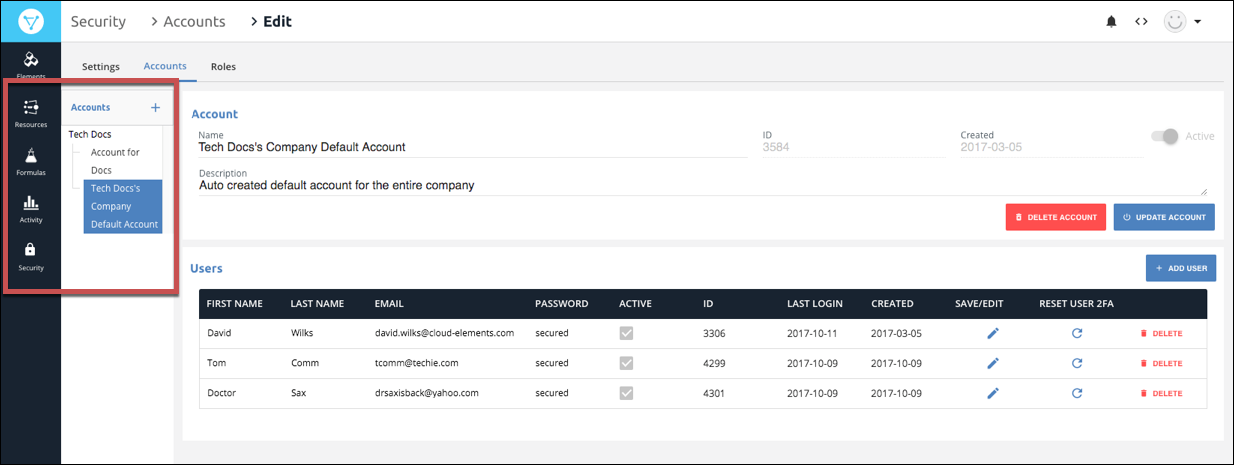 Security > Accounts > Edit
Elements
Resources
Formulas
Activity
Security
Settings Accounts Roles
Accounts +
Tech Docs
Account for
Docs
Tech Docs's
Company
Default Account
Account
Name
Tech Docs's Company Default Account
ID
3584
Created
2017-03-05
Active
Description
Auto created default account for the entire company
DELETE ACCOUNT UPDATE ACCOUNT
Users + ADD USER
FIRST NAME LAST NAME EMAIL PASSWORD ACTIVE ID LAST LOGIN CREATED SAVE/EDIT RESET USER 2FA
David Wilks david.wilks@cloud-elements.com secured 3306 2017-10-11 2017-03-05 DELETE
Tom Comm tcomm@techie.com secured 4299 2017-10-09 2017-10-09 DELETE
Doctor Sax drsaxisback@yahoo.com secured 4301 2017-10-09 2017-10-09 DELETE